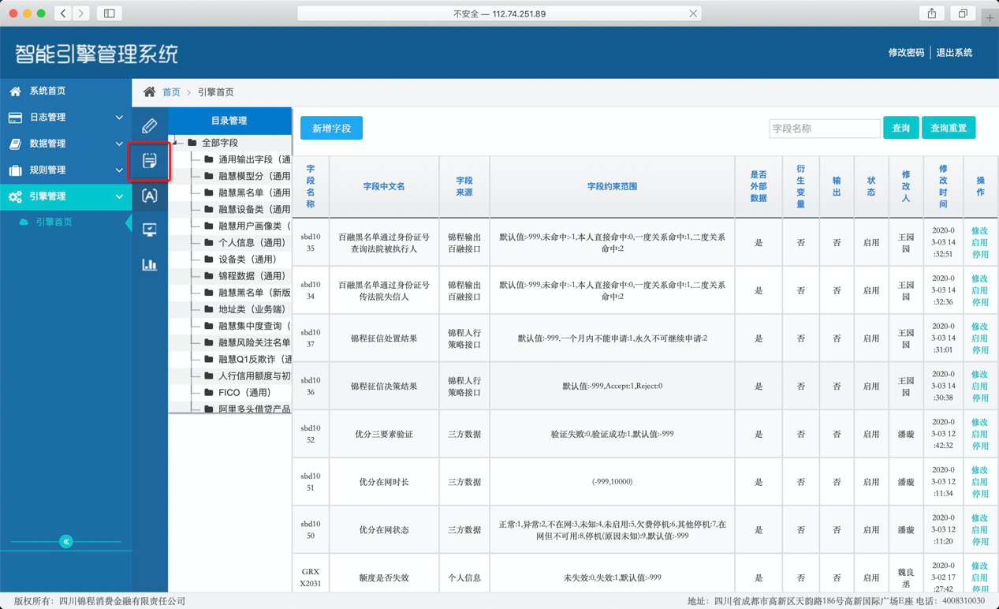 不安全 — 112.74.251.89
智能引擎管理系统
修改密码 退出系统
系统首页
日志管理
数据管理
规则管理
引擎管理
引擎首页
首页 > 引擎首页
目录管理
全部字段
通用输出字段（通
融慧模型分（通用
融慧黑名单（通用
融慧设备类（通用
融慧用户画像类（
个人信息（通用）
设备类（通用）
锦程数据（通用）
融慧黑名单（新版
地址类（业务端）
融慧集中度查询（
融慧风险关注名单
融慧Q1反欺诈（通
人行信用额度与初
FICO（通用）
阿里多头借贷产品
新增字段 字段名称 查询 查询重置
字段名称 字段中文名 字段来源 字段约束范围 是否外部数据 衍生变量 输出 状态 修改人 修改时间 操作
sbd1035 百融黑名单通过身份证号查询法院被执行人 锦程输出百融接口 默认值:-999,未命中:-1,本人直接命中:0,一度关系命中:1,二度关系命中:2 是 否 否 启用 王园园 2020-03-03 14:32:51 修改 启用 停用
sbd1034 百融黑名单通过身份证号传法院失信人 锦程输出百融接口 默认值:-999,未命中:-1,本人直接命中:0,一度关系命中:1,二度关系命中:2 是 否 否 启用 王园园 2020-03-03 14:32:36 修改 启用 停用
sbd1037 锦程征信处置结果 锦程人行策略接口 默认值:-999,一个月内不能申请:1,永久不可继续申请:2 是 否 否 启用 王园园 2020-03-03 14:31:01 修改 启用 停用
sbd1036 锦程征信决策结果 锦程人行策略接口 默认值:-999,Accept:1,Reject:0 是 否 否 启用 王园园 2020-03-03 14:30:38 修改 启用 停用
sbd1052 优分三要素验证 三方数据 验证失败:0,验证成功:1,默认值:-999 是 否 否 启用 潘璇 2020-03-03 12:42:32 修改 启用 停用
sbd1051 优分在网时长 三方数据 (-999,10000) 是 否 否 启用 潘璇 2020-03-03 12:11:34 修改 启用 停用
sbd1050 优分在网状态 三方数据 正常:1,异常:2,不在网:3,未知:4,未启用:5,欠费停机:6,其他停机:7,在网但不可用:8,停机(原因未知):9,默认值:-999 是 否 否 启用 潘璇 2020-03-03 12:11:20 修改 启用 停用
GRXX2031 额度是否失效 个人信息 未失效:0,失效:1,默认值:-999 是 否 否 启用 魏良丞 2020-03-02 17:27:42 修改 启用 停用
版权所有：四川锦程消费金融有限责任公司
地址：四川省成都市高新区天韵路186号高新国际广场E座 电话：4008310030